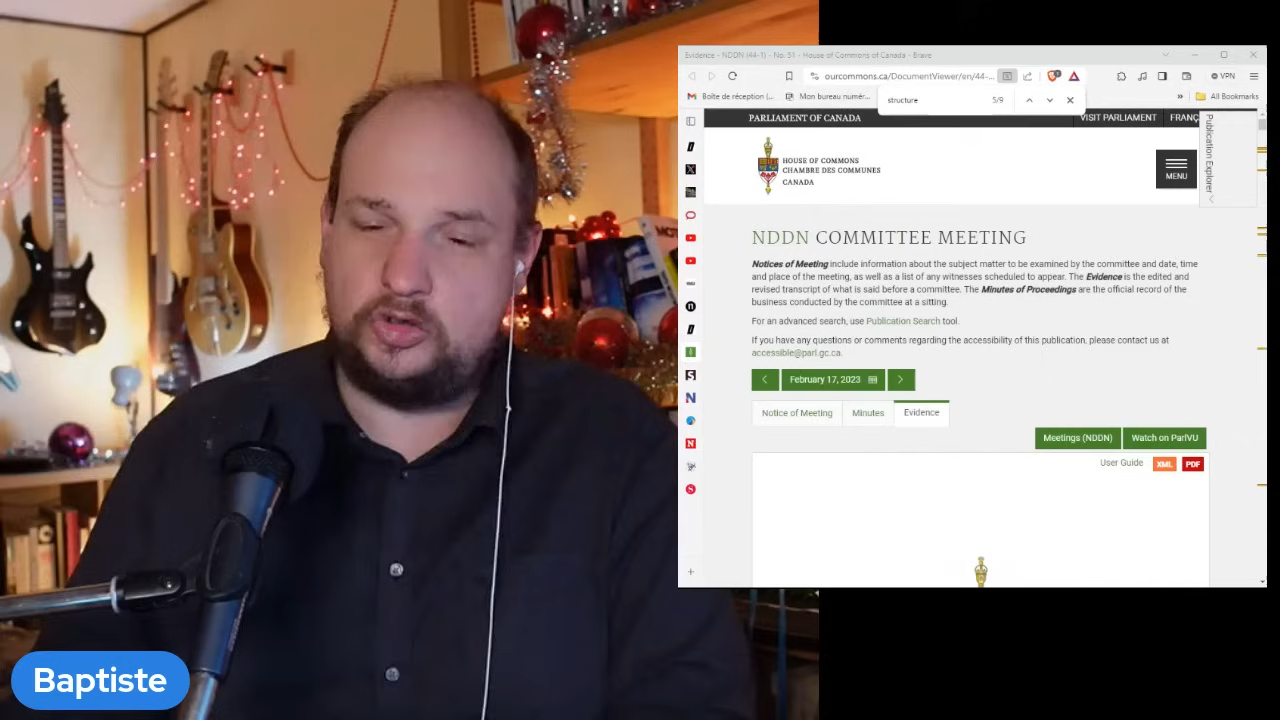 Evidence - NDDN (44-1) - No. 51 - House of Commons of Canada - Brave
ourcommons.ca/DocumentViewer/en/44-...
VPN
Boîte de réception (...
Mon bureau numér...
»
All Bookmarks
structure
5/9
PARLIAMENT OF CANADA
VISIT PARLIAMENT
FRANÇ
Publication Explorer
HOUSE OF COMMONS
CHAMBRE DES COMMUNES
CANADA
MENU
NDDN COMMITTEE MEETING
Notices of Meeting include information about the subject matter to be examined by the committee and date, time
and place of the meeting, as well as a list of any witnesses scheduled to appear. The Evidence is the edited and
revised transcript of what is said before a committee. The Minutes of Proceedings are the official record of the
business conducted by the committee at a sitting.
For an advanced search, use Publication Search tool.
If you have any questions or comments regarding the accessibility of this publication, please contact us at
accessible@parl.gc.ca.
February 17, 2023
Notice of Meeting
Minutes
Evidence
Meetings (NDDN)
Watch on ParlVU
User Guide
XML
PDF
Baptiste